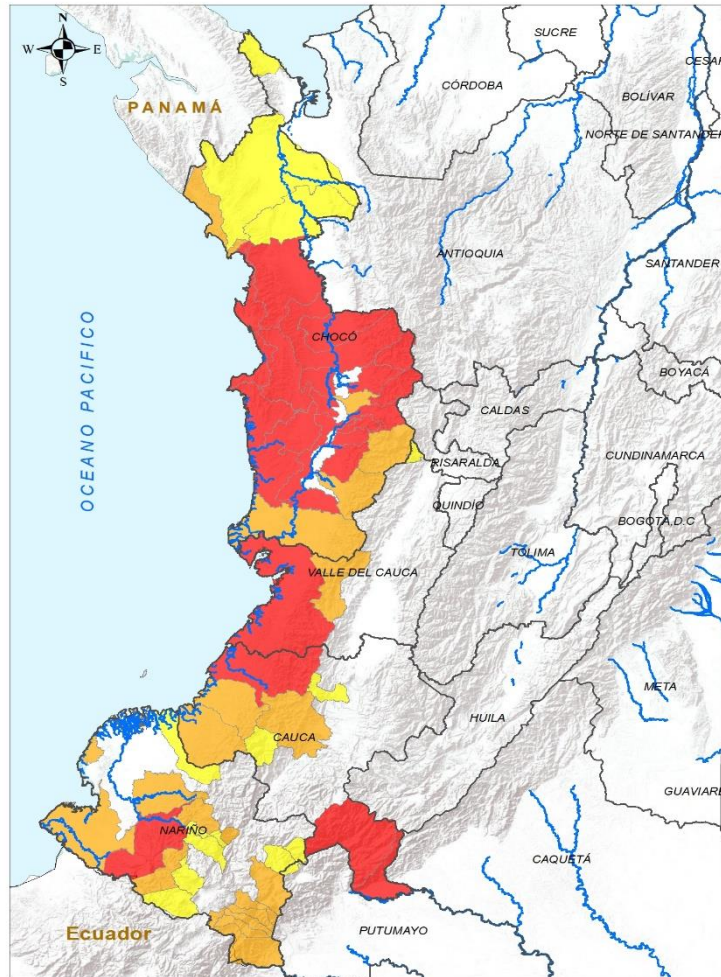 SUCRE
N
W E
S
CESAR
CÓRDOBA
BOLÍVAR
PANAMÁ
NORTE DE SANTANDER
ANTIOQUIA
SANTANDER
CHOCÓ
OCEANO PACIFICO
BOYACÁ
CALDAS
CUNDINAMARCA
RISARALDA
QUINDÍO
BOGOTÁ, D.C
TOLIMA
VALLE DEL CAUCA
META
HUILA
CAUCA
GUAVIARE
NARIÑO
CAQUETÁ
Ecuador
PUTUMAYO